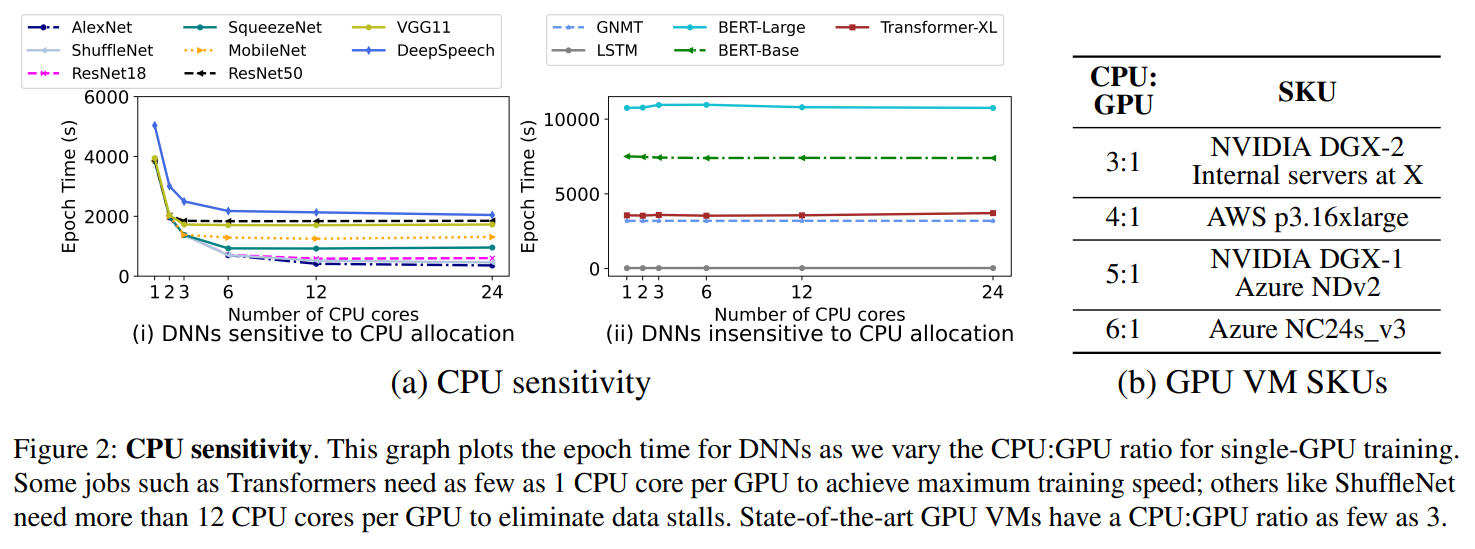 AlexNet
ShuffleNet
ResNet18
SqueezeNet
MobileNet
ResNet50
VGG11
DeepSpeech
Epoch Time (s)
6000
4000
2000
0
1 2 3 6 12 24
Number of CPU cores
(i) DNNs sensitive to CPU allocation
GNMT
LSTM
BERT-Large
BERT-Base
Transformer-XL
Epoch Time (s)
10000
5000
0
1 2 3 6 12 24
Number of CPU cores
(ii) DNNs insensitive to CPU allocation
(a) CPU sensitivity
CPU:
GPU
SKU
3:1
NVIDIA DGX-2
Internal servers at X
4:1
AWS p3.16xlarge
5:1
NVIDIA DGX-1
Azure NDv2
6:1
Azure NC24s_v3
(b) GPU VM SKUs
Figure 2: CPU sensitivity. This graph plots the epoch time for DNNs as we vary the CPU:GPU ratio for single-GPU training.
Some jobs such as Transformers need as few as 1 CPU core per GPU to achieve maximum training speed; others like ShuffleNet
need more than 12 CPU cores per GPU to eliminate data stalls. State-of-the-art GPU VMs have a CPU:GPU ratio as few as 3.